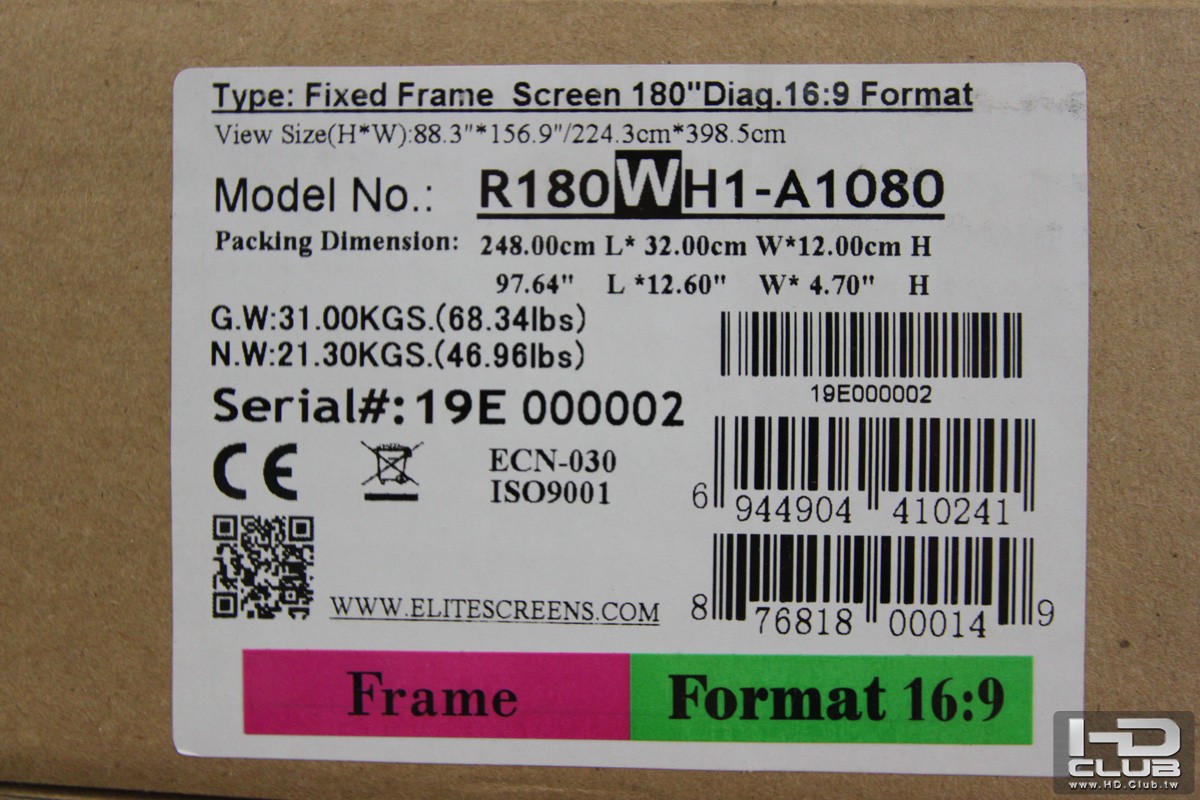 Type: Fixed Frame Screen 180"Diag.16:9 Format
View Size(H*W):88.3"*156.9"/224.3cm*398.5cm
Model No.: R180WH1-A1080
Packing Dimension: 248.00cm L* 32.00cm W*12.00cm H
97.64" L *12.60" W* 4.70" H
G.W:31.00KGS.(68.34lbs)
N.W:21.30KGS.(46.96lbs)
19E000002
Serial#: 19E 000002
CE
ECN-030
ISO9001
6 944904 410241
WWW.ELITESCREENS.COM
8 76818 00014 9
Frame
Format 16:9
HD CLUB
www.HD.Club.tw